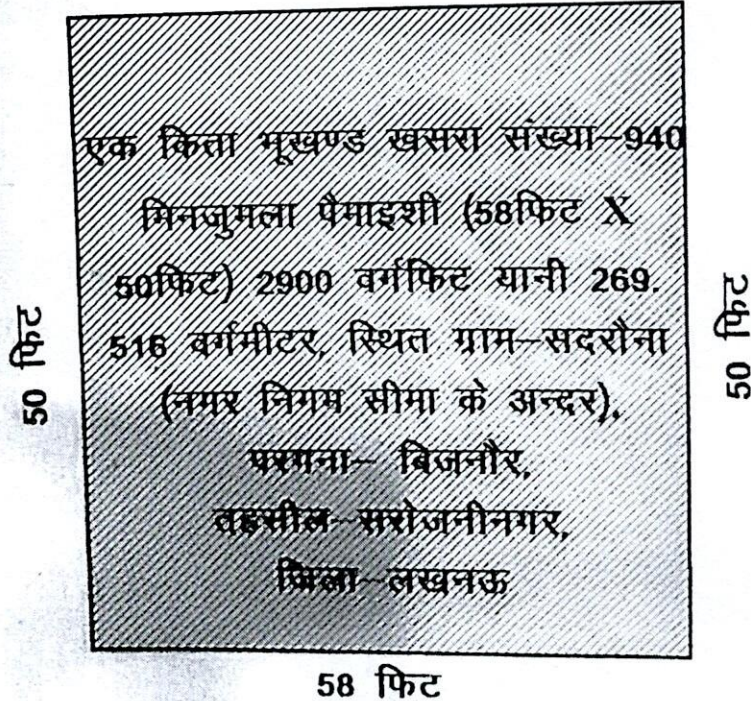 एक किता भूखण्ड खसरा संख्या–940
मिनजुमला पैमाइशी (58फिट X
50फिट) 2900 वर्गफिट यानी 269.
516 वर्गमीटर, स्थित ग्राम–सदरौना
(नगर निगम सीमा के अन्दर),
परगना– बिजनौर,
तहसील–सरोजनीनगर,
जिला–लखनऊ
50 फिट
50 फिट
58 फिट